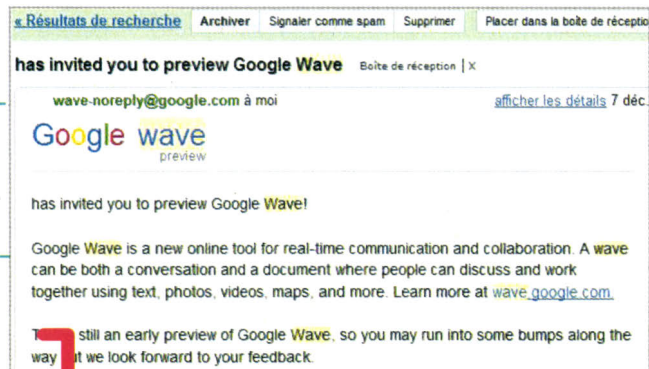 « Résultats de recherche Archiver Signaler comme spam Supprimer Placer dans la boîte de réceptio
has invited you to preview Google Wave Boîte de réception | X
wave-noreply@google.com à moi afficher les détails 7 déc.
Google wave
preview
has invited you to preview Google Wave!
Google Wave is a new online tool for real-time communication and collaboration. A wave
can be both a conversation and a document where people can discuss and work
together using text, photos, videos, maps, and more. Learn more at wave.google.com.
still an early preview of Google Wave, so you may run into some bumps along the
way we look forward to your feedback.